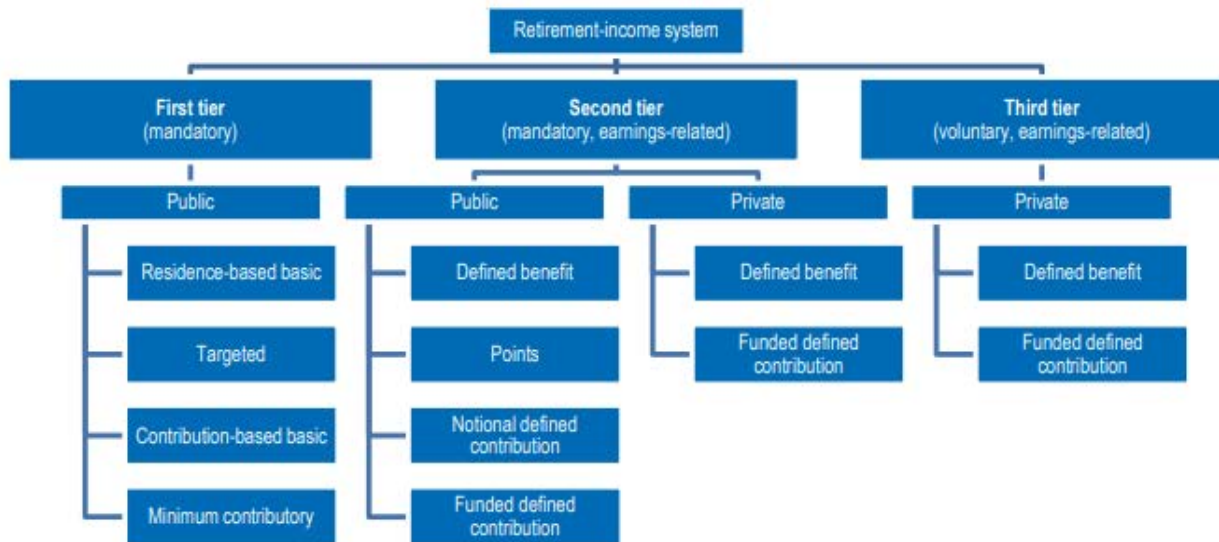 Retirement-income system
First tier
(mandatory)
Second tier
(mandatory, earnings-related)
Third tier
(voluntary, earnings-related)
Public
Public
Private
Private
Residence-based basic
Defined benefit
Defined benefit
Defined benefit
Targeted
Points
Funded defined
contribution
Funded defined
contribution
Contribution-based basic
Notional defined
contribution
Minimum contributory
Funded defined
contribution